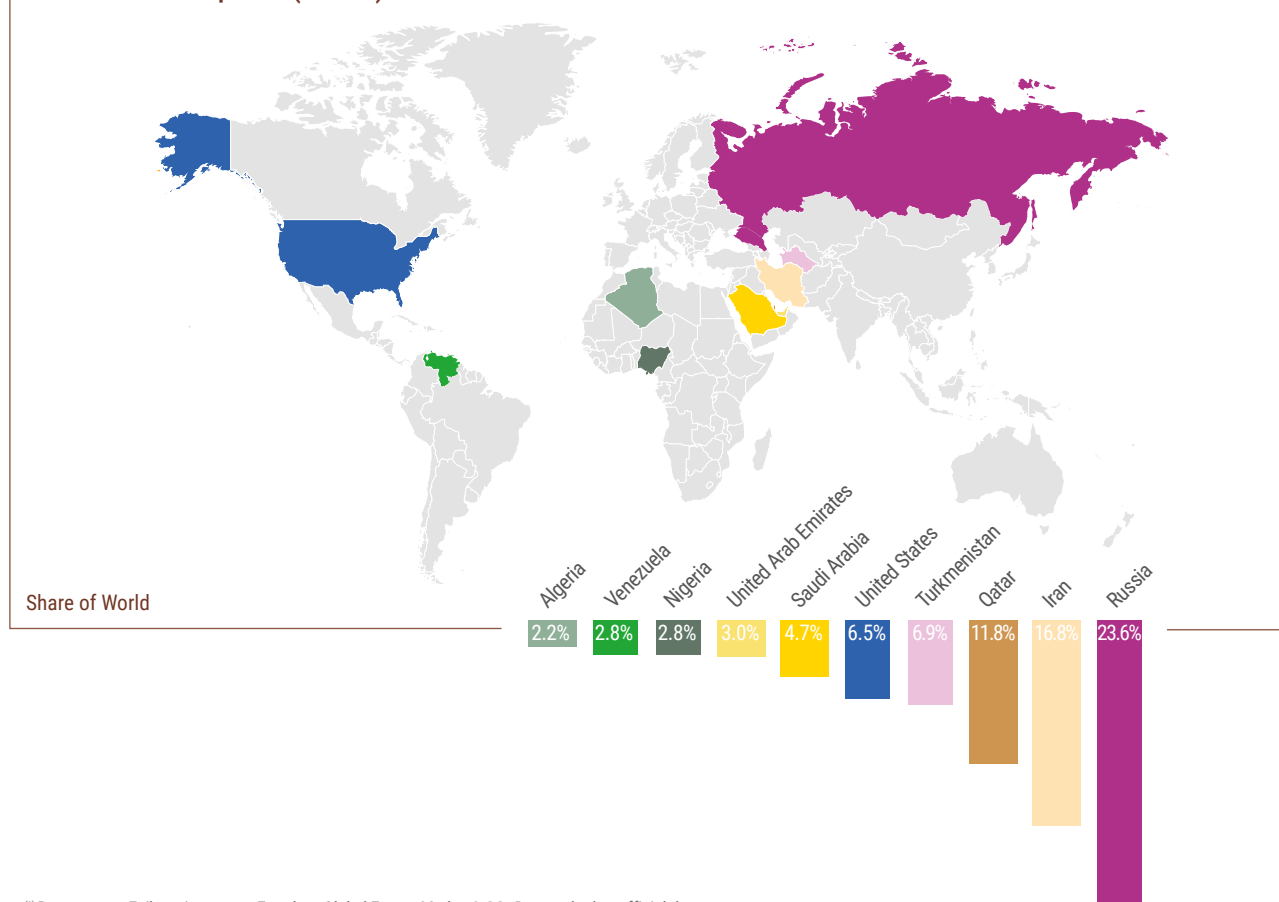 Algeria
Venezuela
Nigeria
United Arab Emirates
Saudi Arabia
United States
Turkmenistan
Qatar
Iran
Russia
Share of World
2.2%
2.8%
2.8%
3.0%
4.7%
6.5%
6.9%
11.8%
16.8%
23.6%